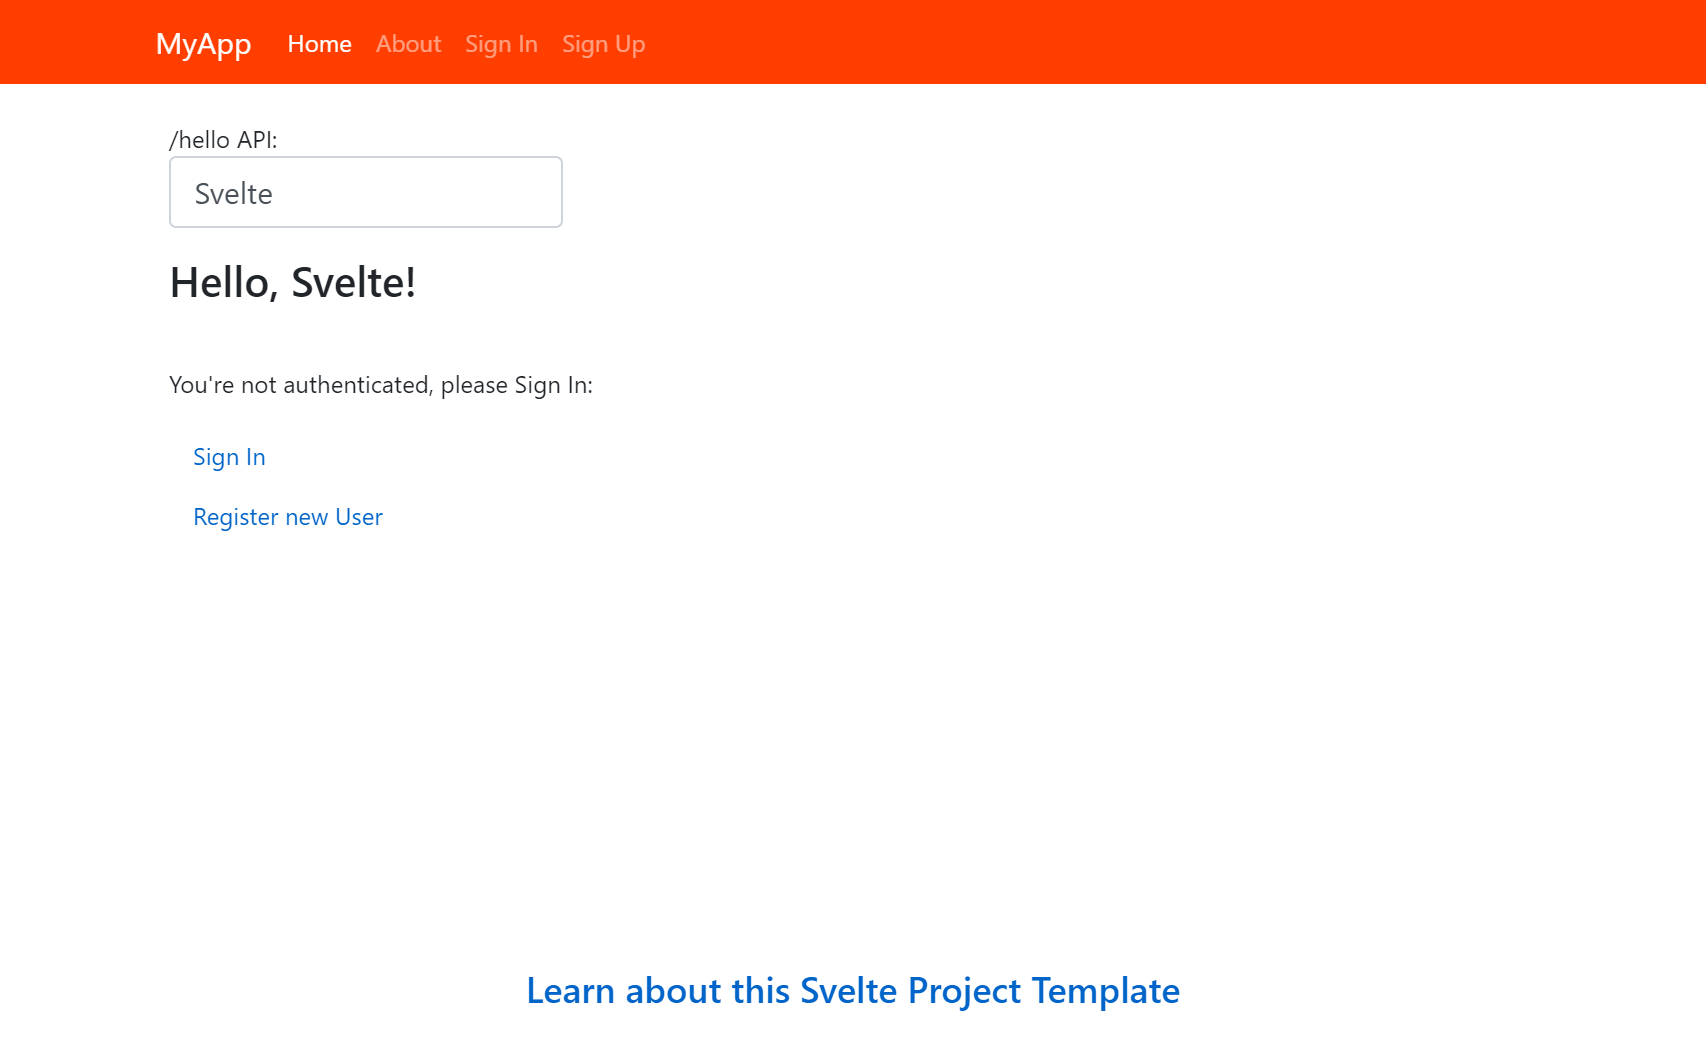 MyApp Home About Sign In Sign Up
/hello API:
Svelte
Hello, Svelte!
You're not authenticated, please Sign In:
Sign In
Register new User
Learn about this Svelte Project Template